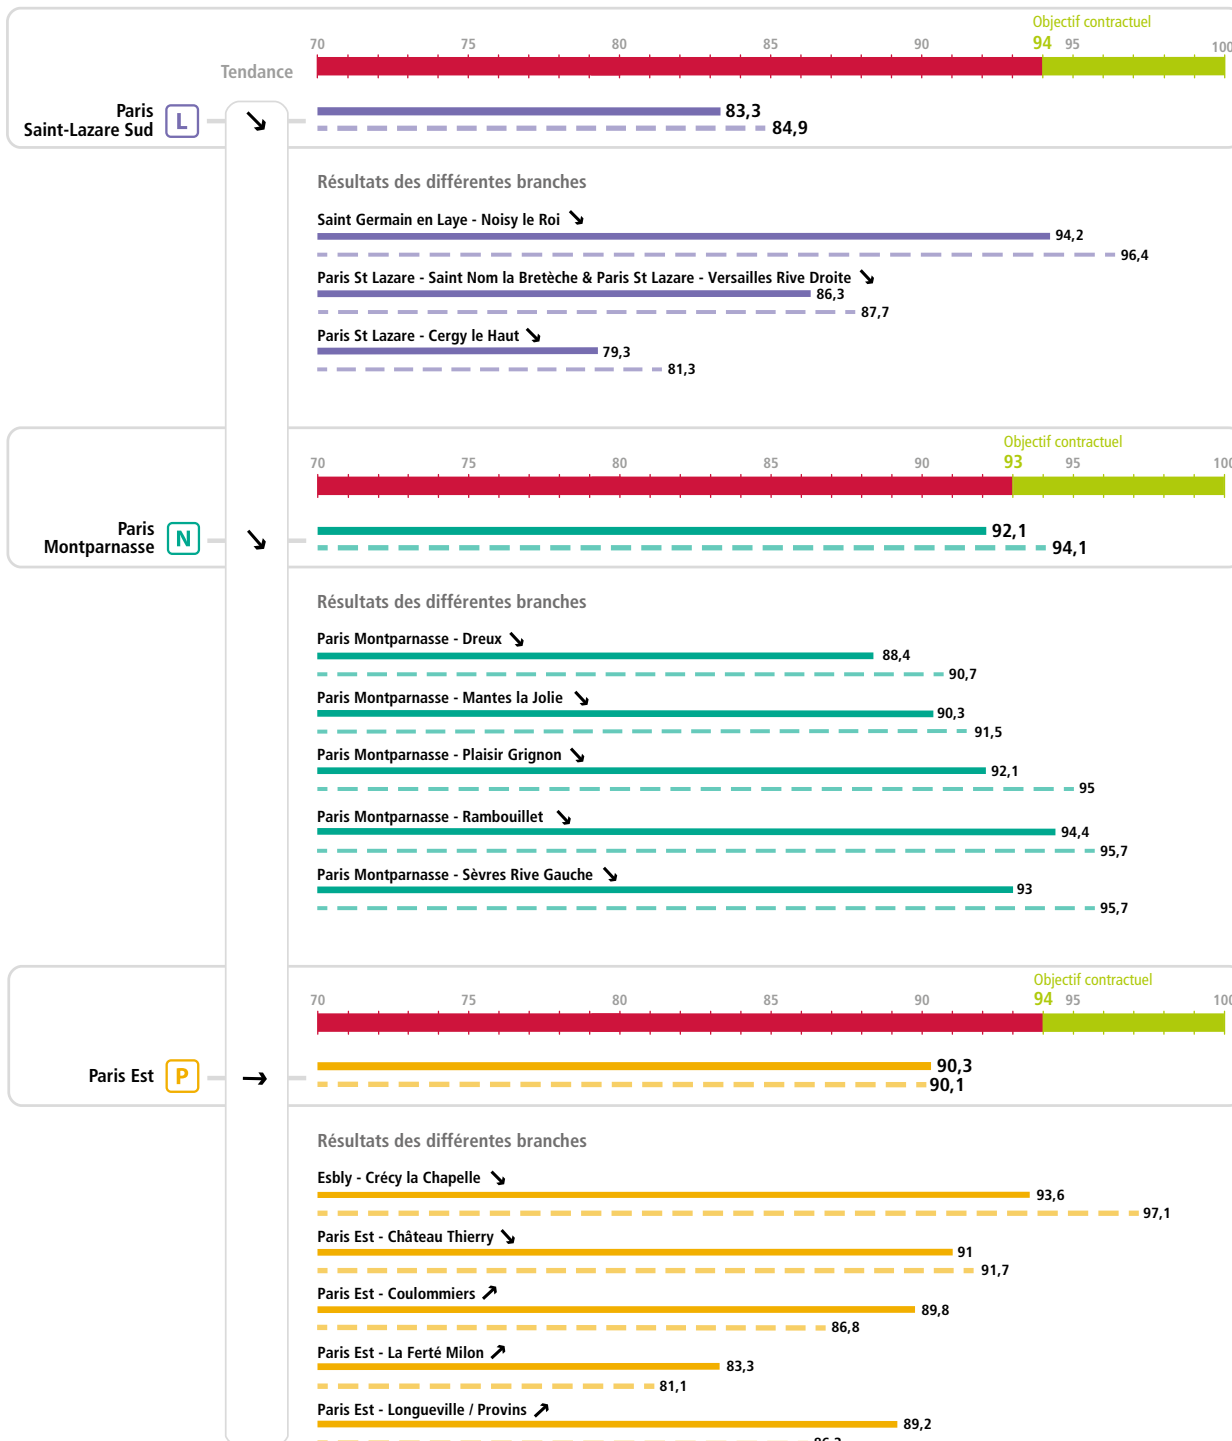 Objectif contractuel
70 75 80 85 90 94 95 100
Tendance
Paris
Saint-Lazare Sud L
83,3
84,9
Résultats des différentes branches
Saint Germain en Laye - Noisy le Roi
94,2
96,4
Paris St Lazare - Saint Nom la Bretèche & Paris St Lazare - Versailles Rive Droite
86,3
87,7
Paris St Lazare - Cergy le Haut
79,3
81,3
Objectif contractuel
70 75 80 85 90 93 95 100
Paris
Montparnasse N
92,1
94,1
Résultats des différentes branches
Paris Montparnasse - Dreux
88,4
90,7
Paris Montparnasse - Mantes la Jolie
90,3
91,5
Paris Montparnasse - Plaisir Grignon
92,1
95
Paris Montparnasse - Rambouillet
94,4
95,7
Paris Montparnasse - Sèvres Rive Gauche
93
95,7
Objectif contractuel
70 75 80 85 90 94 95 100
Paris Est P
90,3
90,1
Résultats des différentes branches
Esbly - Crécy la Chapelle
93,6
97,1
Paris Est - Château Thierry
91
91,7
Paris Est - Coulommiers
89,8
86,8
Paris Est - La Ferté Milon
83,3
81,1
Paris Est - Longueville / Provins
89,2